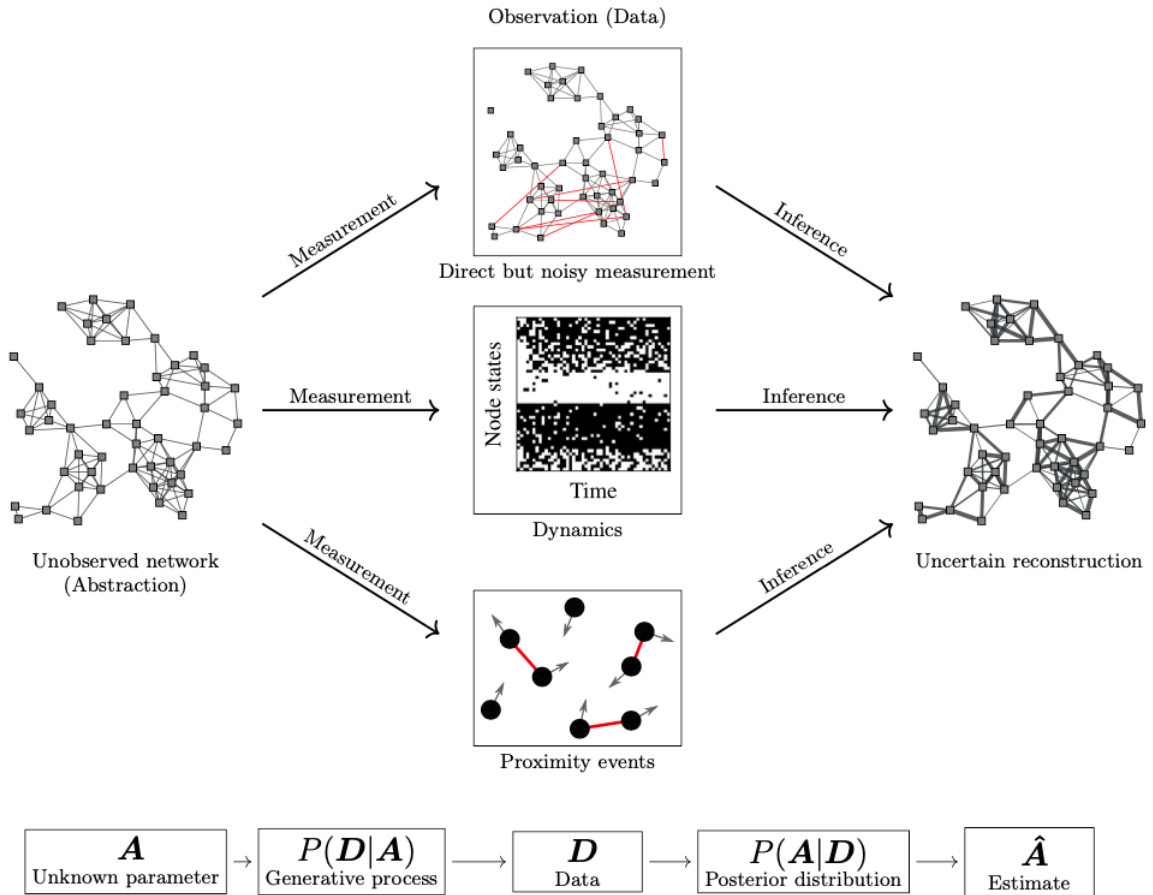 Observation (Data)
Measurement
Inference
Direct but noisy measurement
Measurement
Node states
Time
Inference
Dynamics
Unobserved network
(Abstraction)
Uncertain reconstruction
Measurement
Inference
Proximity events
A
Unknown parameter
P(D|A)
Generative process
D
Data
P(A|D)
Posterior distribution
Â
Estimate